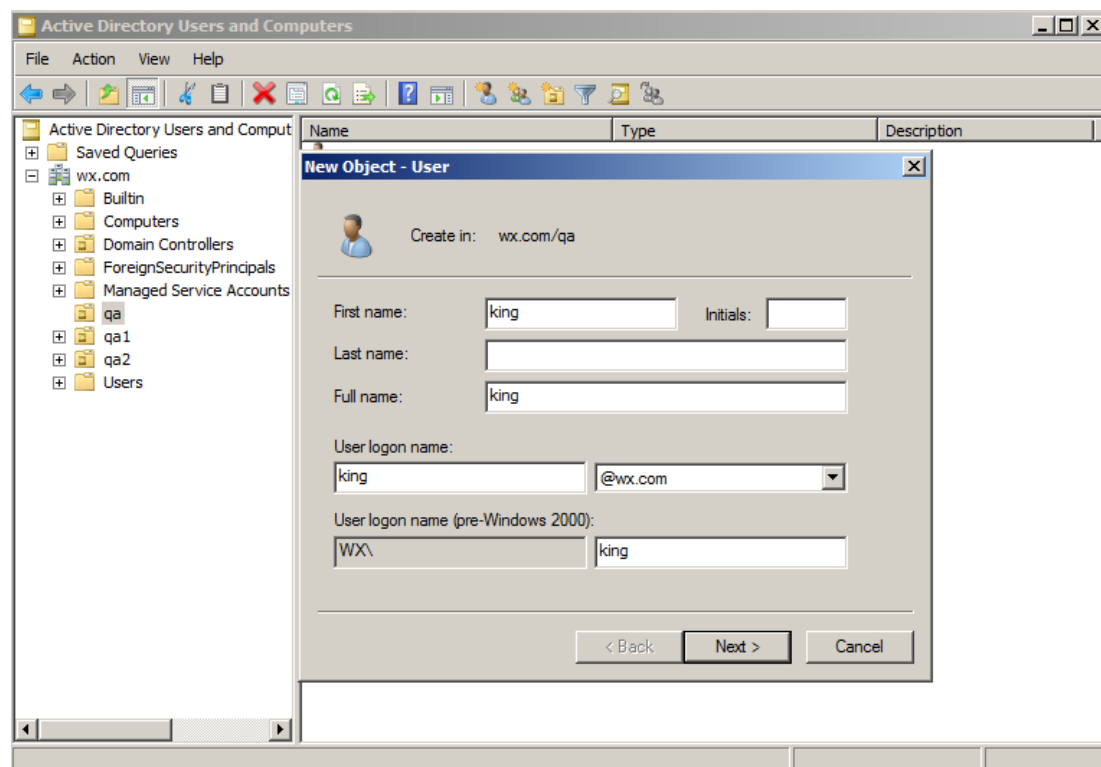 Active Directory Users and Computers
File Action View Help
Active Directory Users and Comput
Name Type Description
Saved Queries
wx.com
Builtin
Computers
Domain Controllers
ForeignSecurityPrincipals
Managed Service Accounts
qa
qa1
qa2
Users
New Object - User
Create in: wx.com/qa
First name: king Initials:
Last name:
Full name: king
User logon name:
king @wx.com
User logon name (pre-Windows 2000):
WX\ king
< Back Next > Cancel